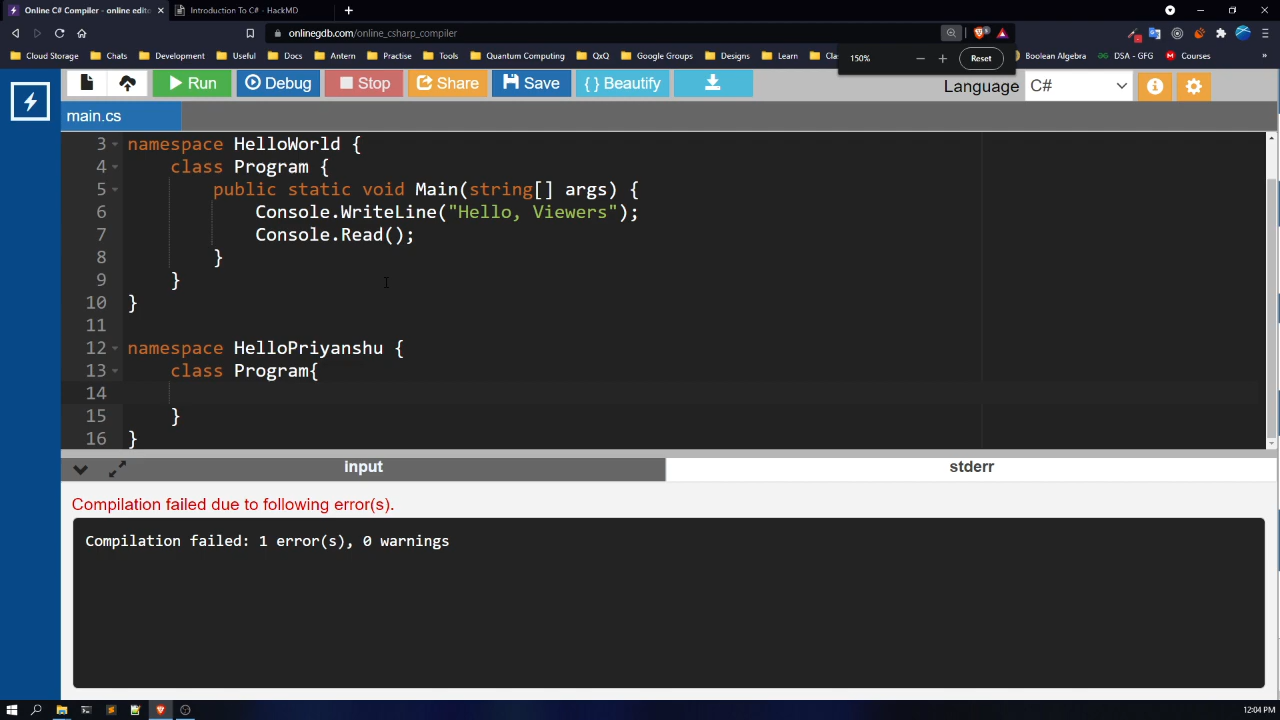 Online C# Compiler - online edito
Introduction To C# - HackMD
onlinegdb.com/online_csharp_compiler
Cloud Storage Chats Development Useful Docs Antern Practise Tools Quantum Computing QxQ Google Groups Designs Learn Cla Boolean Algebra DSA - GFG Courses »
150% Reset
Run Debug Stop Share Save { } Beautify Language C#
main.cs
3 namespace HelloWorld {
4 class Program {
5 public static void Main(string[] args) {
6 Console.WriteLine("Hello, Viewers");
7 Console.Read();
8 }
9 }
10 }
11
12 namespace HelloPriyanshu {
13 class Program{
14
15 }
16 }
input stderr
Compilation failed due to following error(s).
Compilation failed: 1 error(s), 0 warnings
12:04 PM